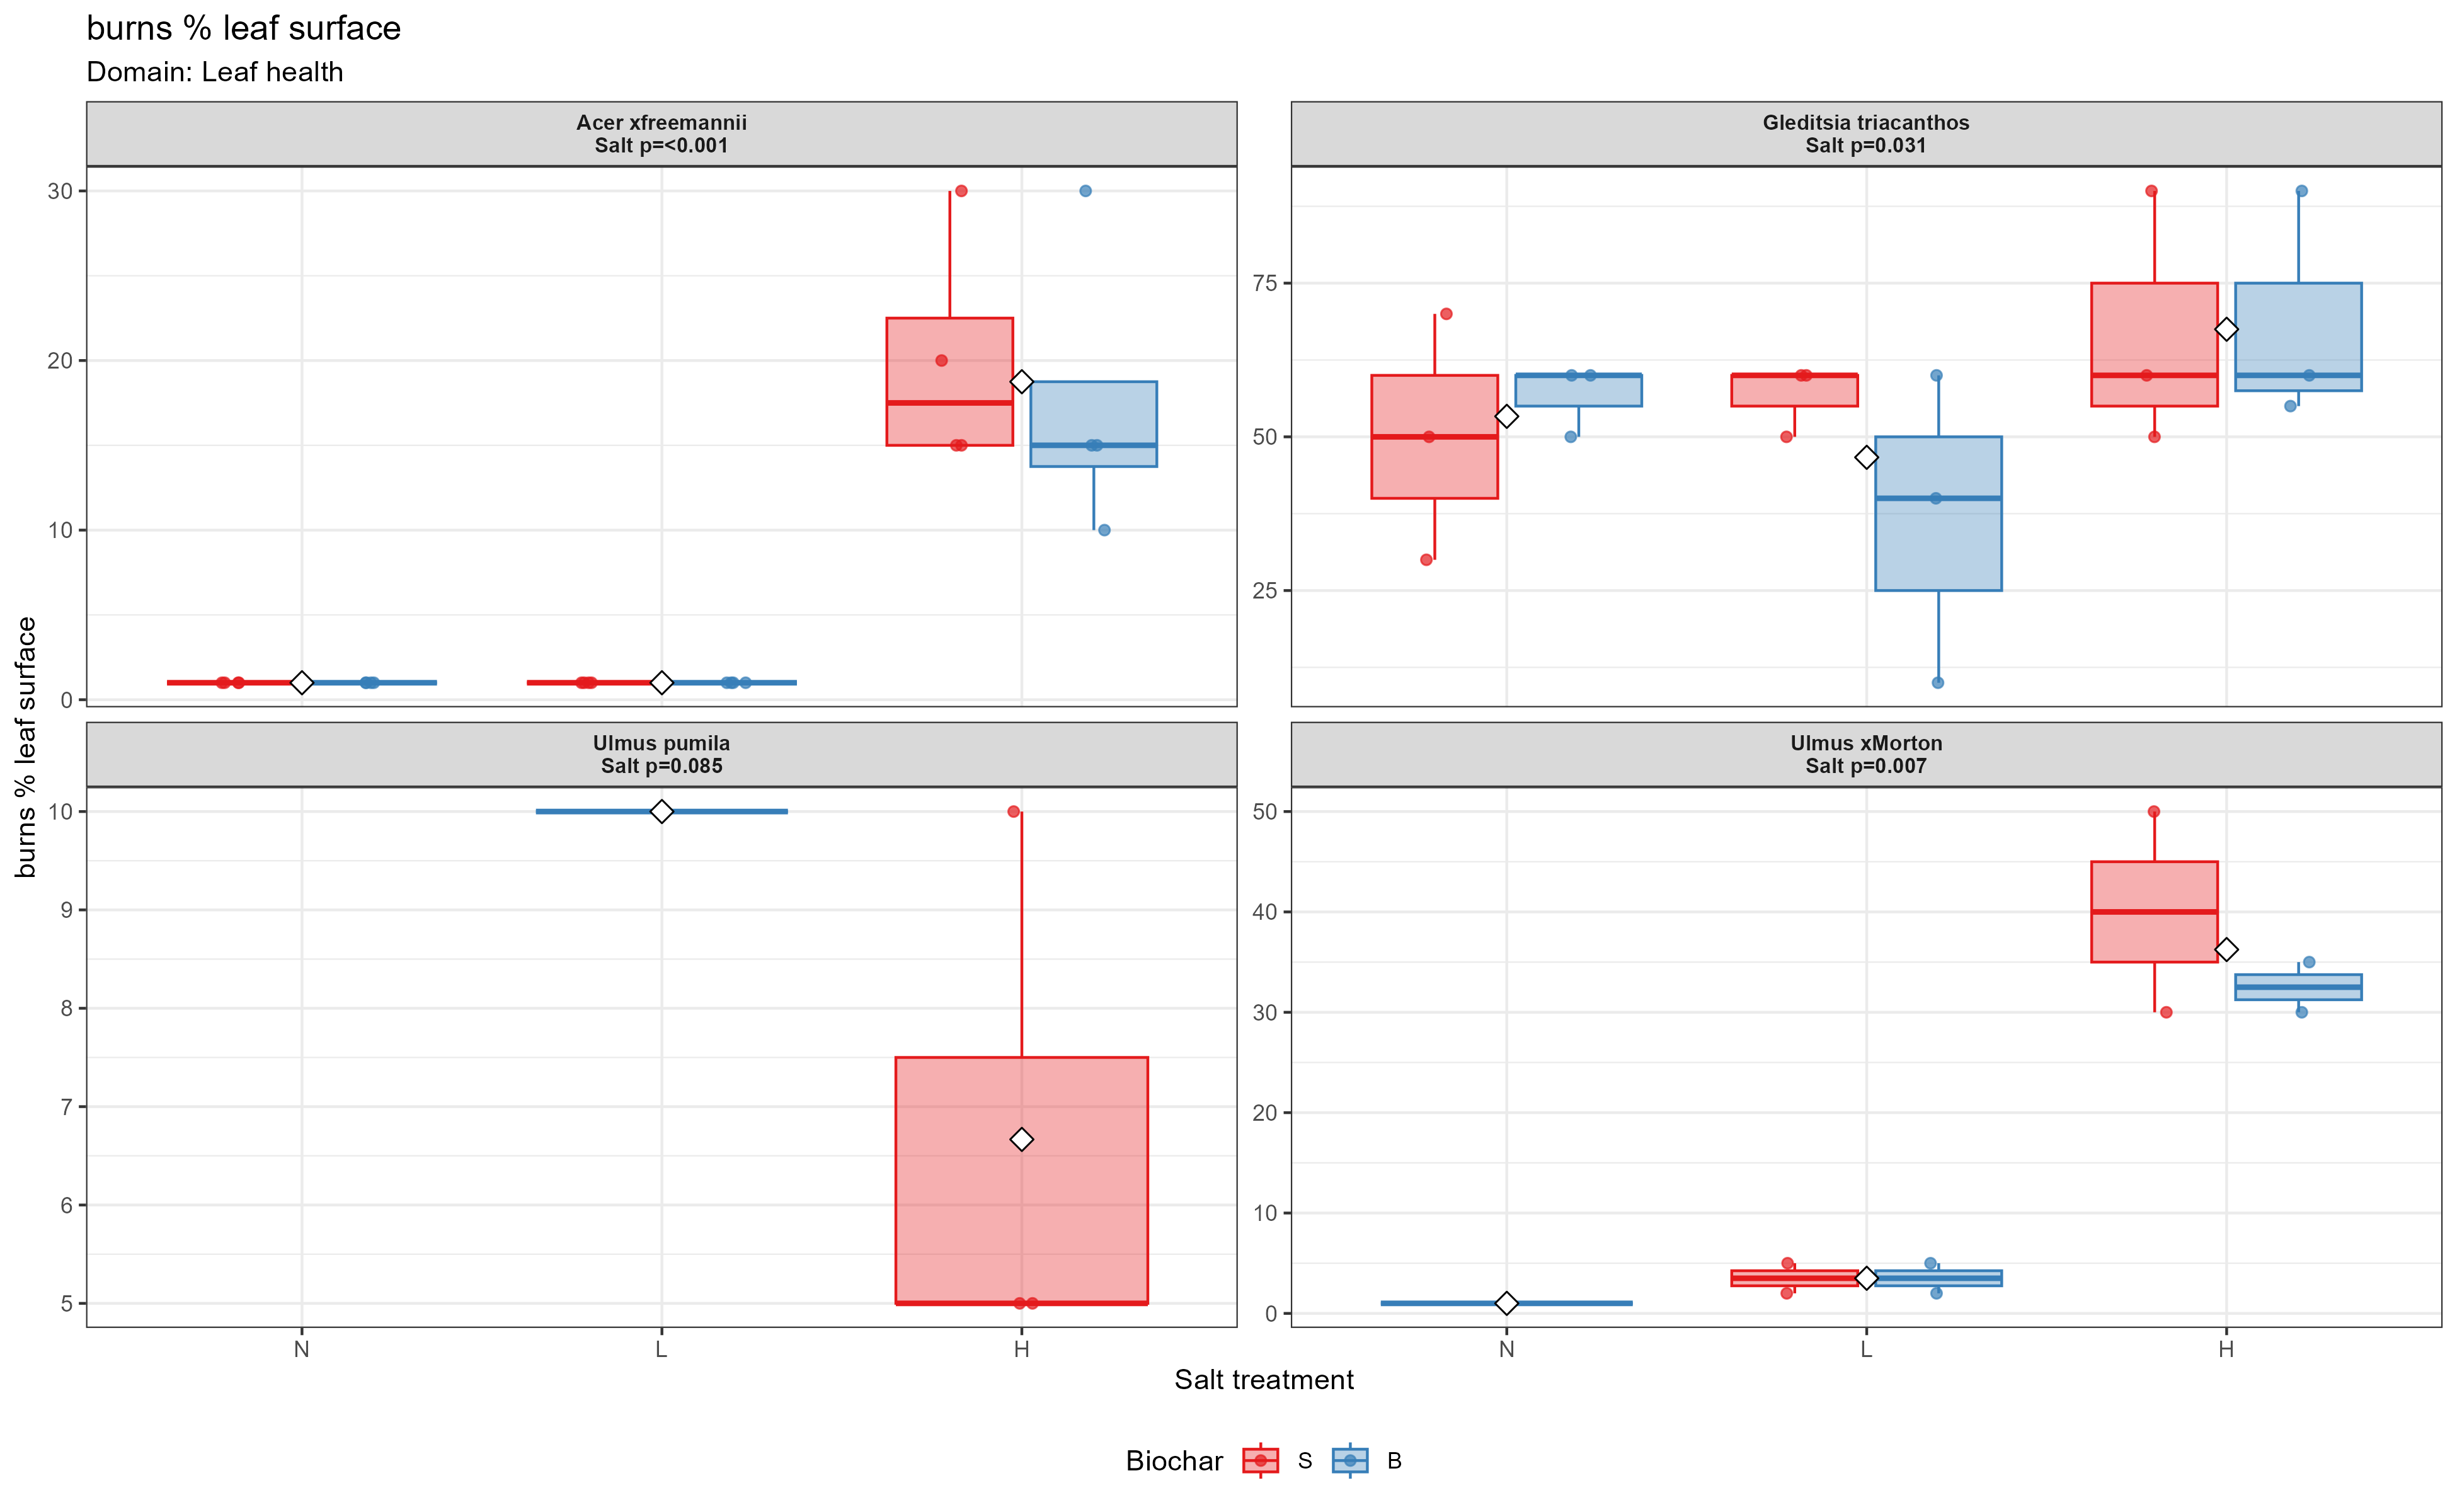 burns % leaf surface
Domain: Leaf health
Acer xfreemannii
Salt p=<0.001
Gleditsia triacanthos
Salt p=0.031
30
20
10
0
75
50
25
burns % leaf surface
Ulmus pumila
Salt p=0.085
Ulmus xMorton
Salt p=0.007
10
9
8
7
6
5
50
40
30
20
10
0
N L H
N L H
Salt treatment
Biochar S B